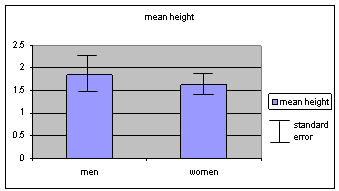 mean height
2.5
2
1.5
1
0.5
0
men women
mean height
standard
error